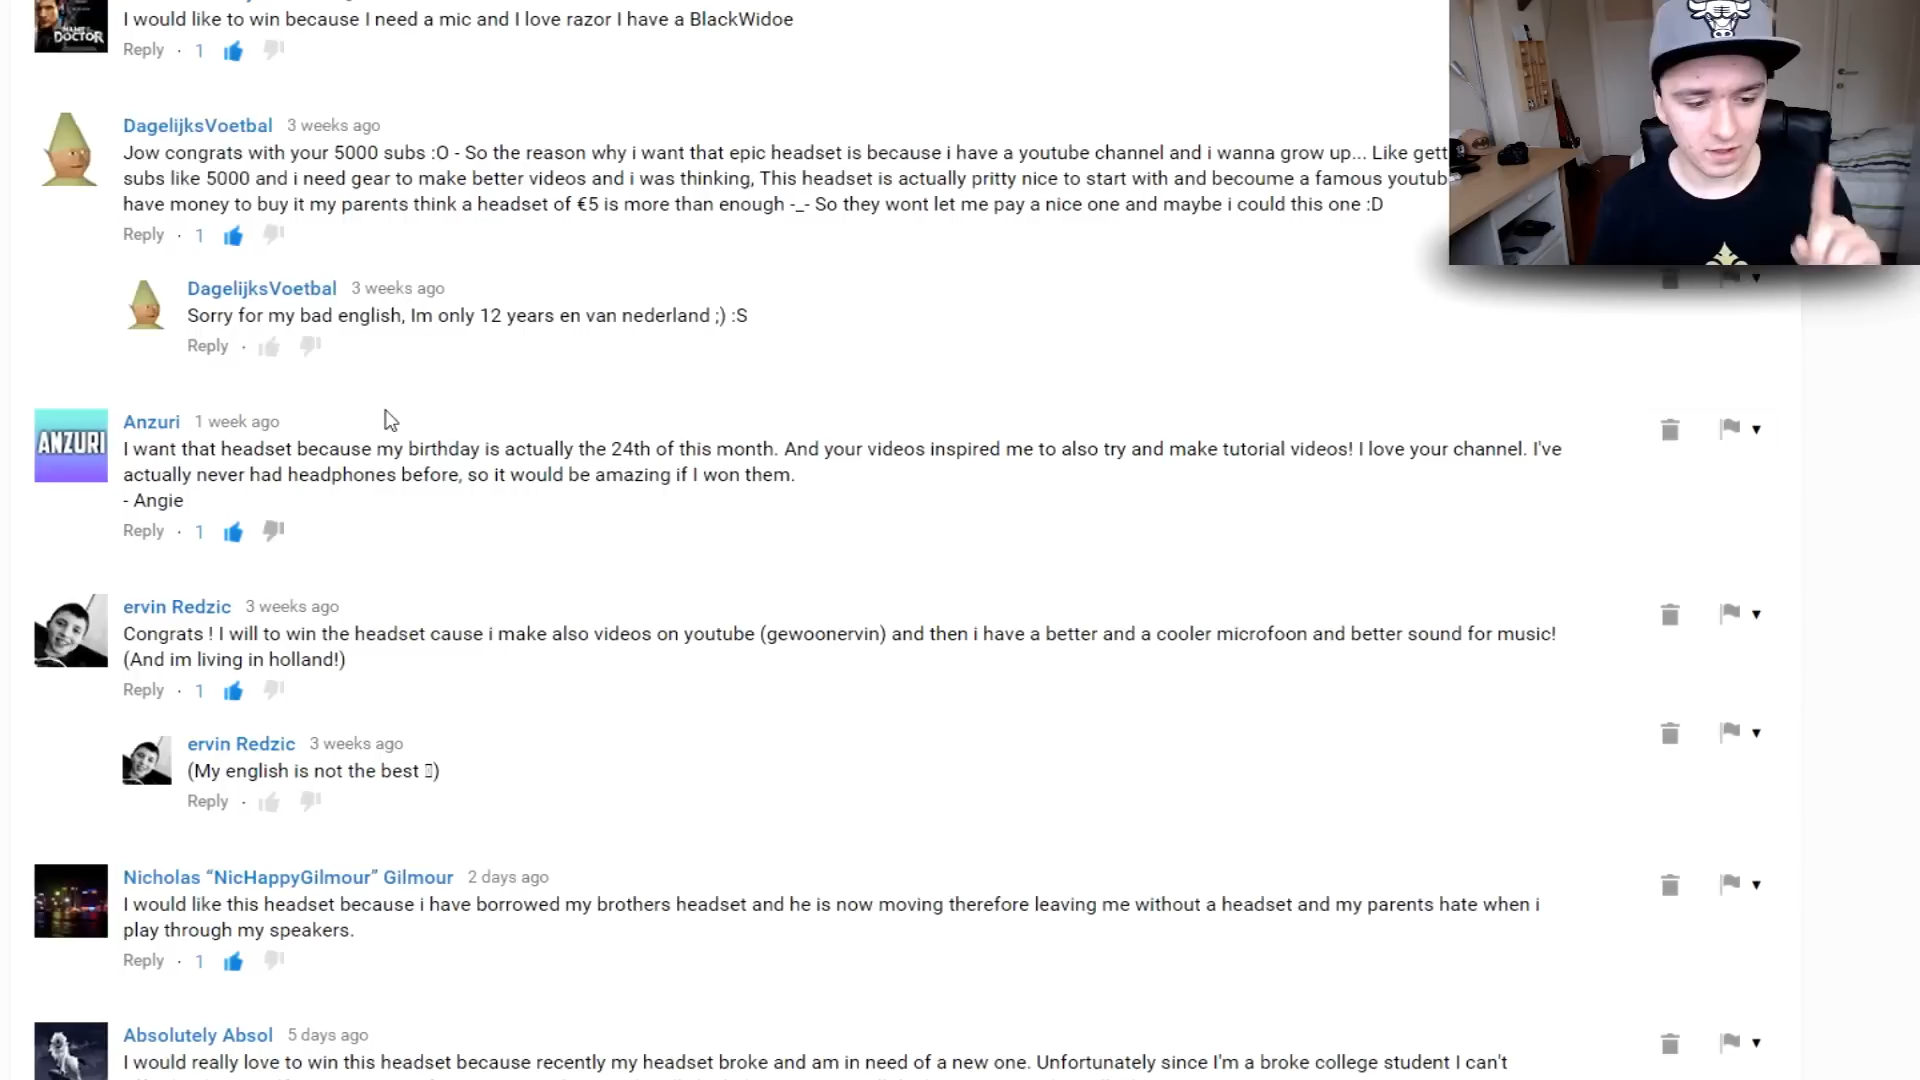 DOCTOR
I would like to win because I need a mic and I love razor I have a BlackWidoe
Reply · 1
DagelijksVoetbal 3 weeks ago
Jow congrats with your 5000 subs :O - So the reason why i want that epic headset is because i have a youtube channel and i wanna grow up... Like gett
subs like 5000 and i need gear to make better videos and i was thinking, This headset is actually pritty nice to start with and becoume a famous youtub
have money to buy it my parents think a headset of €5 is more than enough -_- So they wont let me pay a nice one and maybe i could this one :D
Reply · 1
DagelijksVoetbal 3 weeks ago
Sorry for my bad english, Im only 12 years en van nederland ;) :S
Reply ·
ANZURI
Anzuri 1 week ago
I want that headset because my birthday is actually the 24th of this month. And your videos inspired me to also try and make tutorial videos! I love your channel. I've
actually never had headphones before, so it would be amazing if I won them.
- Angie
Reply · 1
ervin Redzic 3 weeks ago
Congrats ! I will to win the headset cause i make also videos on youtube (gewoonervin) and then i have a better and a cooler microfoon and better sound for music!
(And im living in holland!)
Reply · 1
ervin Redzic 3 weeks ago
(My english is not the best )
Reply ·
Nicholas “NicHappyGilmour” Gilmour 2 days ago
I would like this headset because i have borrowed my brothers headset and he is now moving therefore leaving me without a headset and my parents hate when i
play through my speakers.
Reply · 1
Absolutely Absol 5 days ago
I would really love to win this headset because recently my headset broke and am in need of a new one. Unfortunately since I'm a broke college student I can't